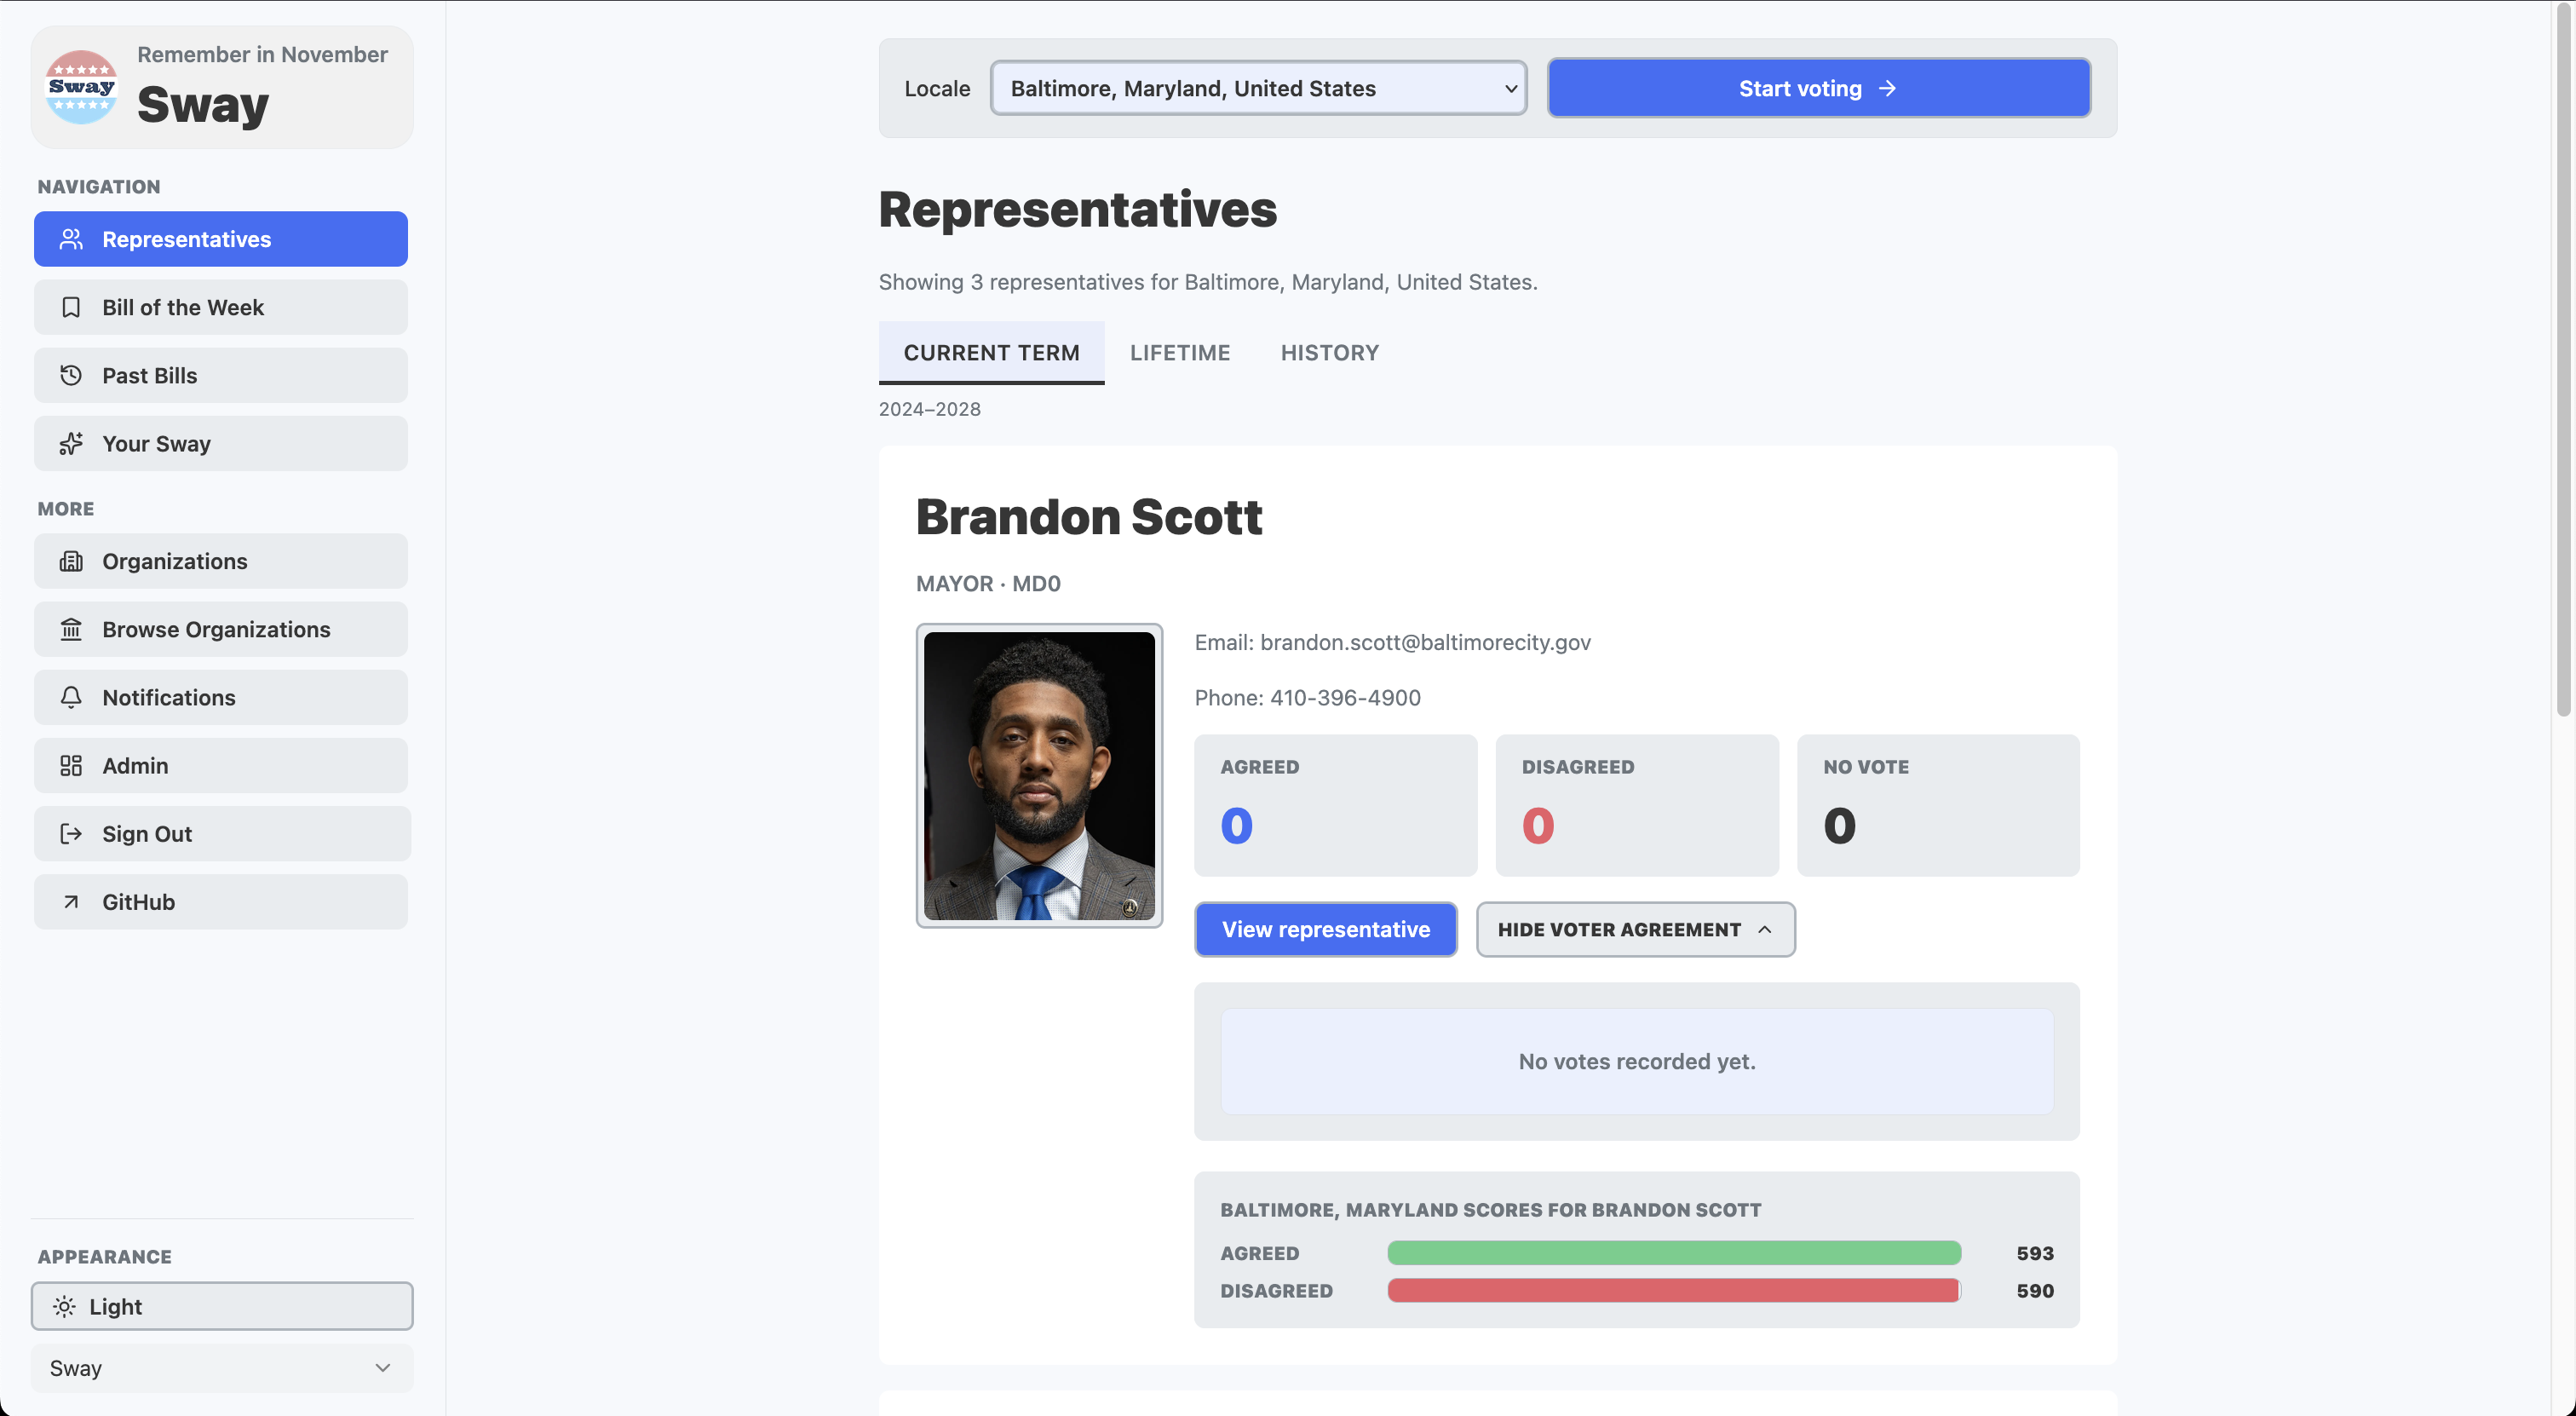 Remember in November
Sway
Sway
NAVIGATION
Representatives
Bill of the Week
Past Bills
Your Sway
MORE
Organizations
Browse Organizations
Notifications
Admin
Sign Out
GitHub
APPEARANCE
Light
Sway
Locale
Baltimore, Maryland, United States
Start voting →
Representatives
Showing 3 representatives for Baltimore, Maryland, United States.
CURRENT TERM LIFETIME HISTORY
2024–2028
Brandon Scott
MAYOR · MD0
Email: brandon.scott@baltimorecity.gov
Phone: 410-396-4900
AGREED
0
DISAGREED
0
NO VOTE
0
View representative
HIDE VOTER AGREEMENT
No votes recorded yet.
BALTIMORE, MARYLAND SCORES FOR BRANDON SCOTT
AGREED 593
DISAGREED 590